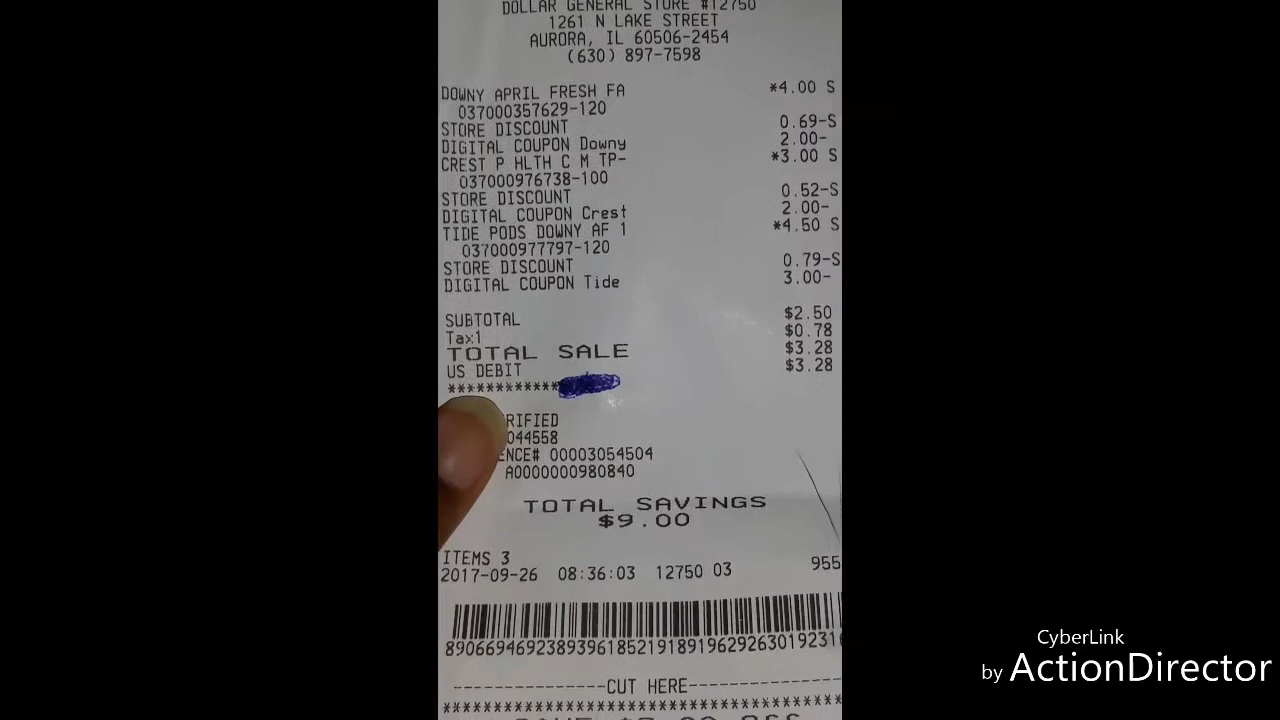 DOLLAR GENERAL STORE #12750
1261 N LAKE STREET
AURORA, IL 60506-2454
(630) 897-7598
DOWNY APRIL FRESH FA *4.00 S
037000357629-120
STORE DISCOUNT 0.69-S
DIGITAL COUPON Downy 2.00-
CREST P HLTH C M TP- *3.00 S
037000976738-100
STORE DISCOUNT 0.52-S
DIGITAL COUPON Crest 2.00-
TIDE PODS DOWNY AF 1 *4.50 S
037000977797-120
STORE DISCOUNT 0.79-S
DIGITAL COUPON Tide 3.00-
SUBTOTAL $2.50
Tax1 $0.78
TOTAL SALE $3.28
US DEBIT $3.28
************
RIFIED
044558
ENCE# 00003054504
A0000000980840
TOTAL SAVINGS
$9.00
ITEMS 3
2017-09-26 08:36:03 12750 03 955
8906694692389396185219189196292630192316
---------------CUT HERE---------------
CyberLink
by ActionDirector